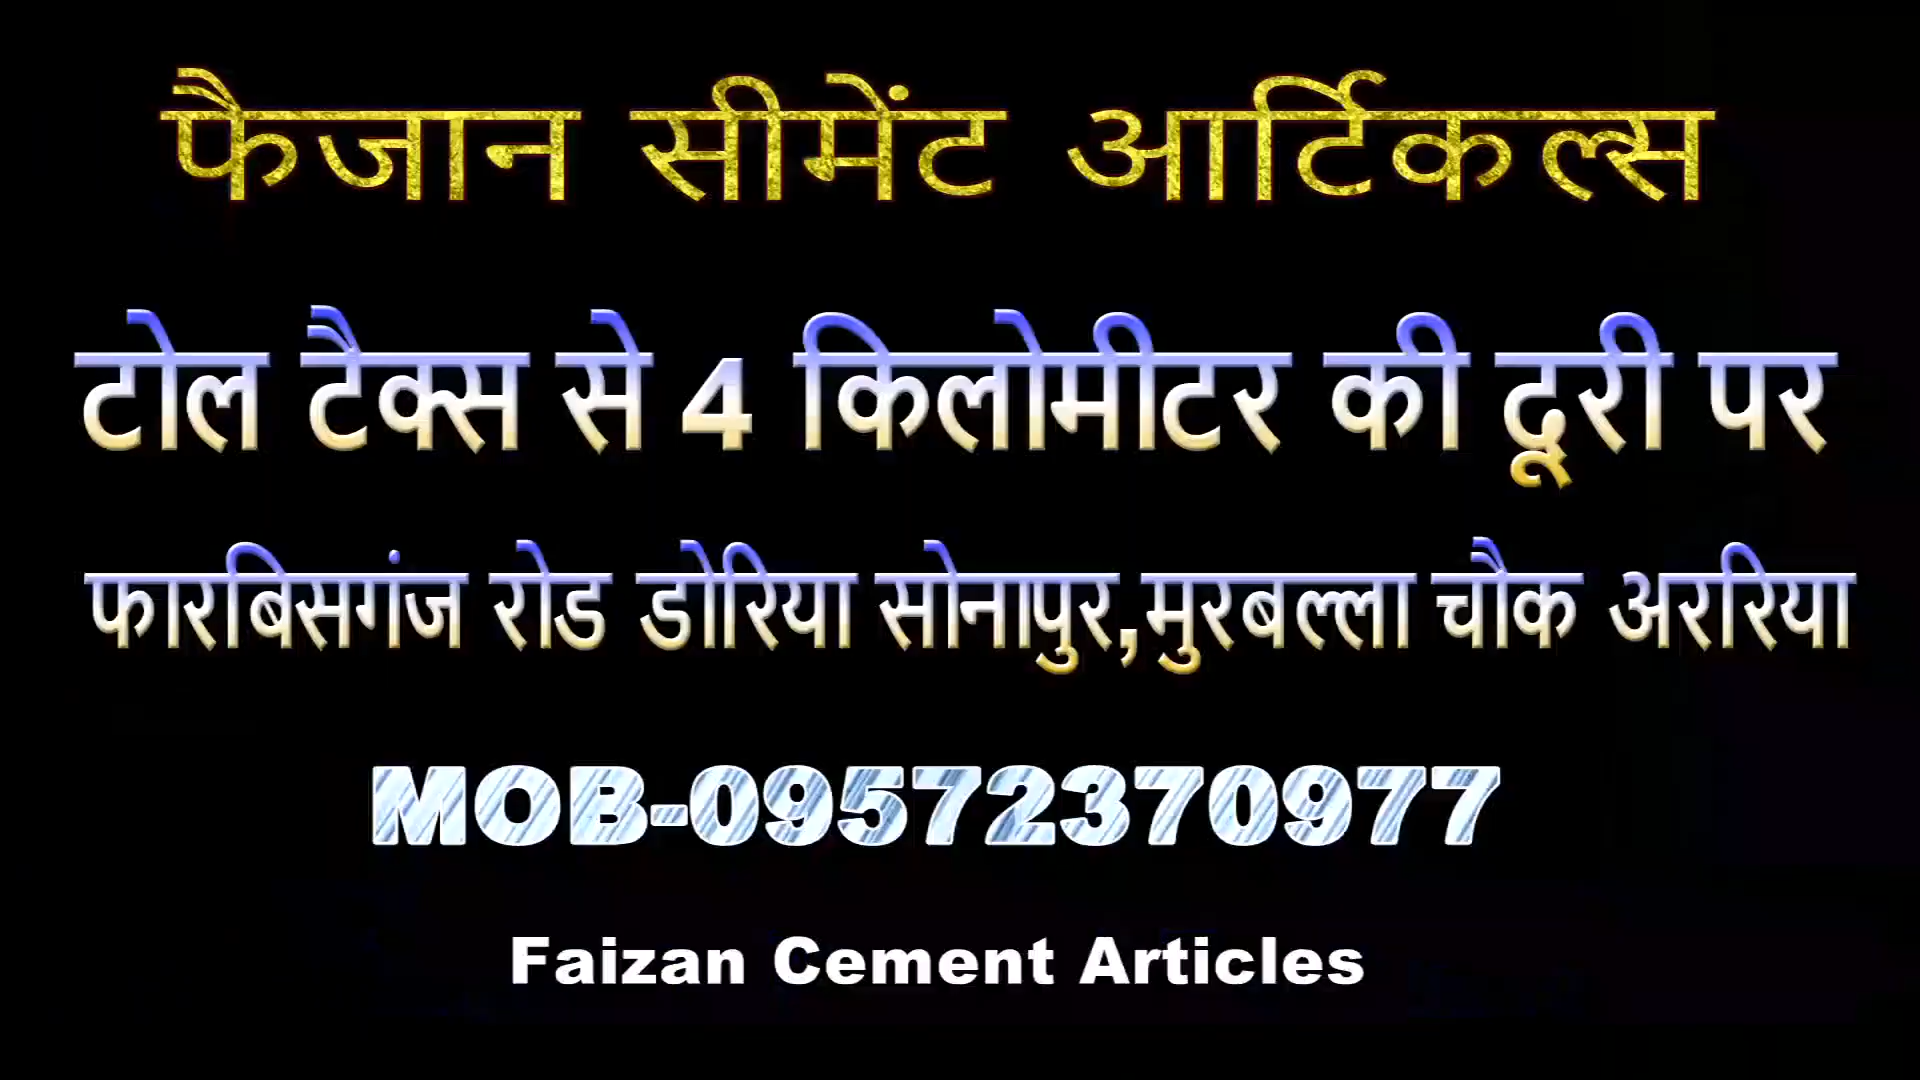 फैजान सीमेंट आर्टिकल्स
टोल टैक्स से 4 किलोमीटर की दूरी पर
फारबिसगंज रोड डोरिया सोनापुर,मुरबल्ला चौक अररिया
MOB-09572370977
Faizan Cement Articles